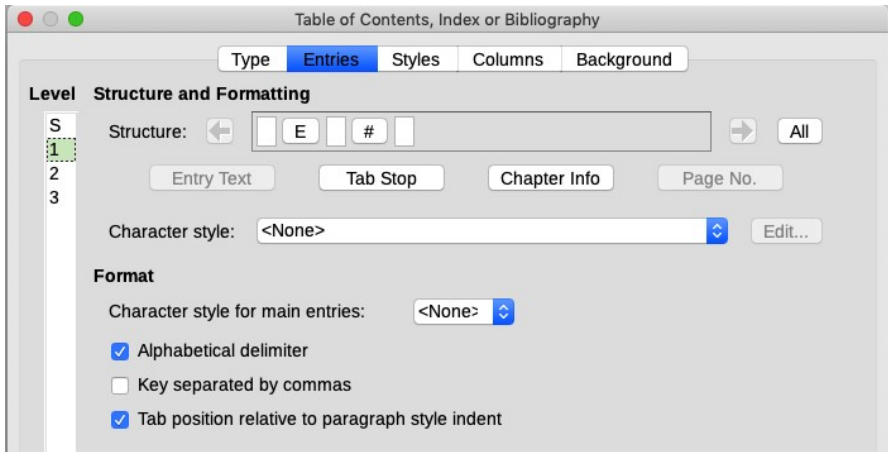 Table of Contents, Index or Bibliography
Type Entries Styles Columns Background
Level Structure and Formatting
S
1
2
3
Structure: E # All
Entry Text Tab Stop Chapter Info Page No.
Character style: <None> Edit...
Format
Character style for main entries: <None>
Alphabetical delimiter
Key separated by commas
Tab position relative to paragraph style indent